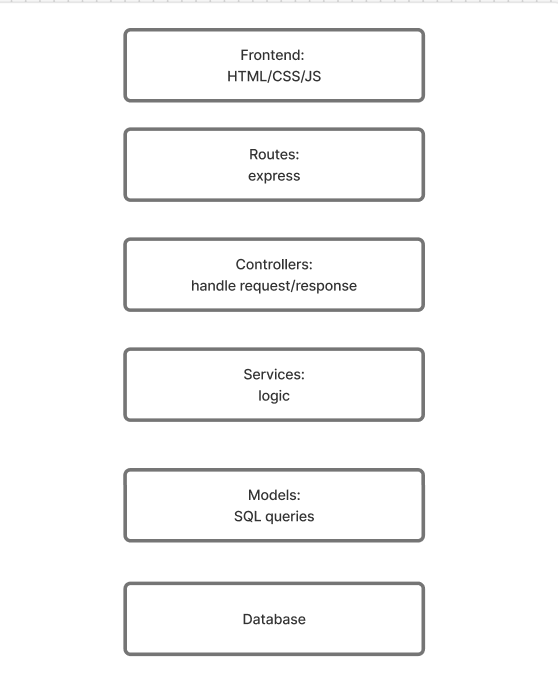 Frontend:
HTML/CSS/JS
Routes:
express
Controllers:
handle request/response
Services:
logic
Models:
SQL queries
Database